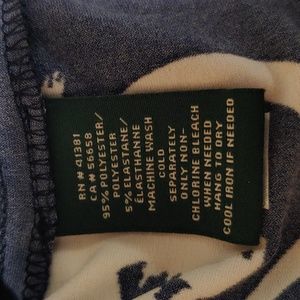 RN # 41381
CA # 56658
95% POLYESTER/
POLYESTER
5% ELASTANE/
ÉLASTHANNE
MACHINE WASH
COLD
SEPARATELY
ONLY NON-
CHLORINE BLEACH
WHEN NEEDED
HANG TO DRY
COOL IRON IF NEEDED